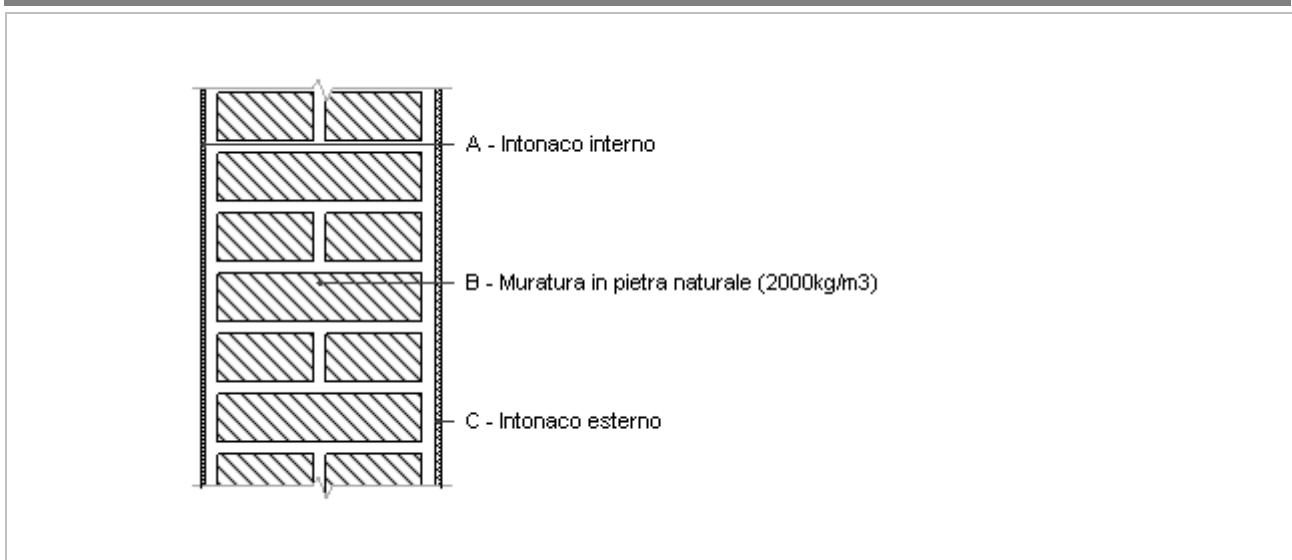 A - Intonaco interno
B - Muratura in pietra naturale (2000kg/m3)
C - Intonaco esterno